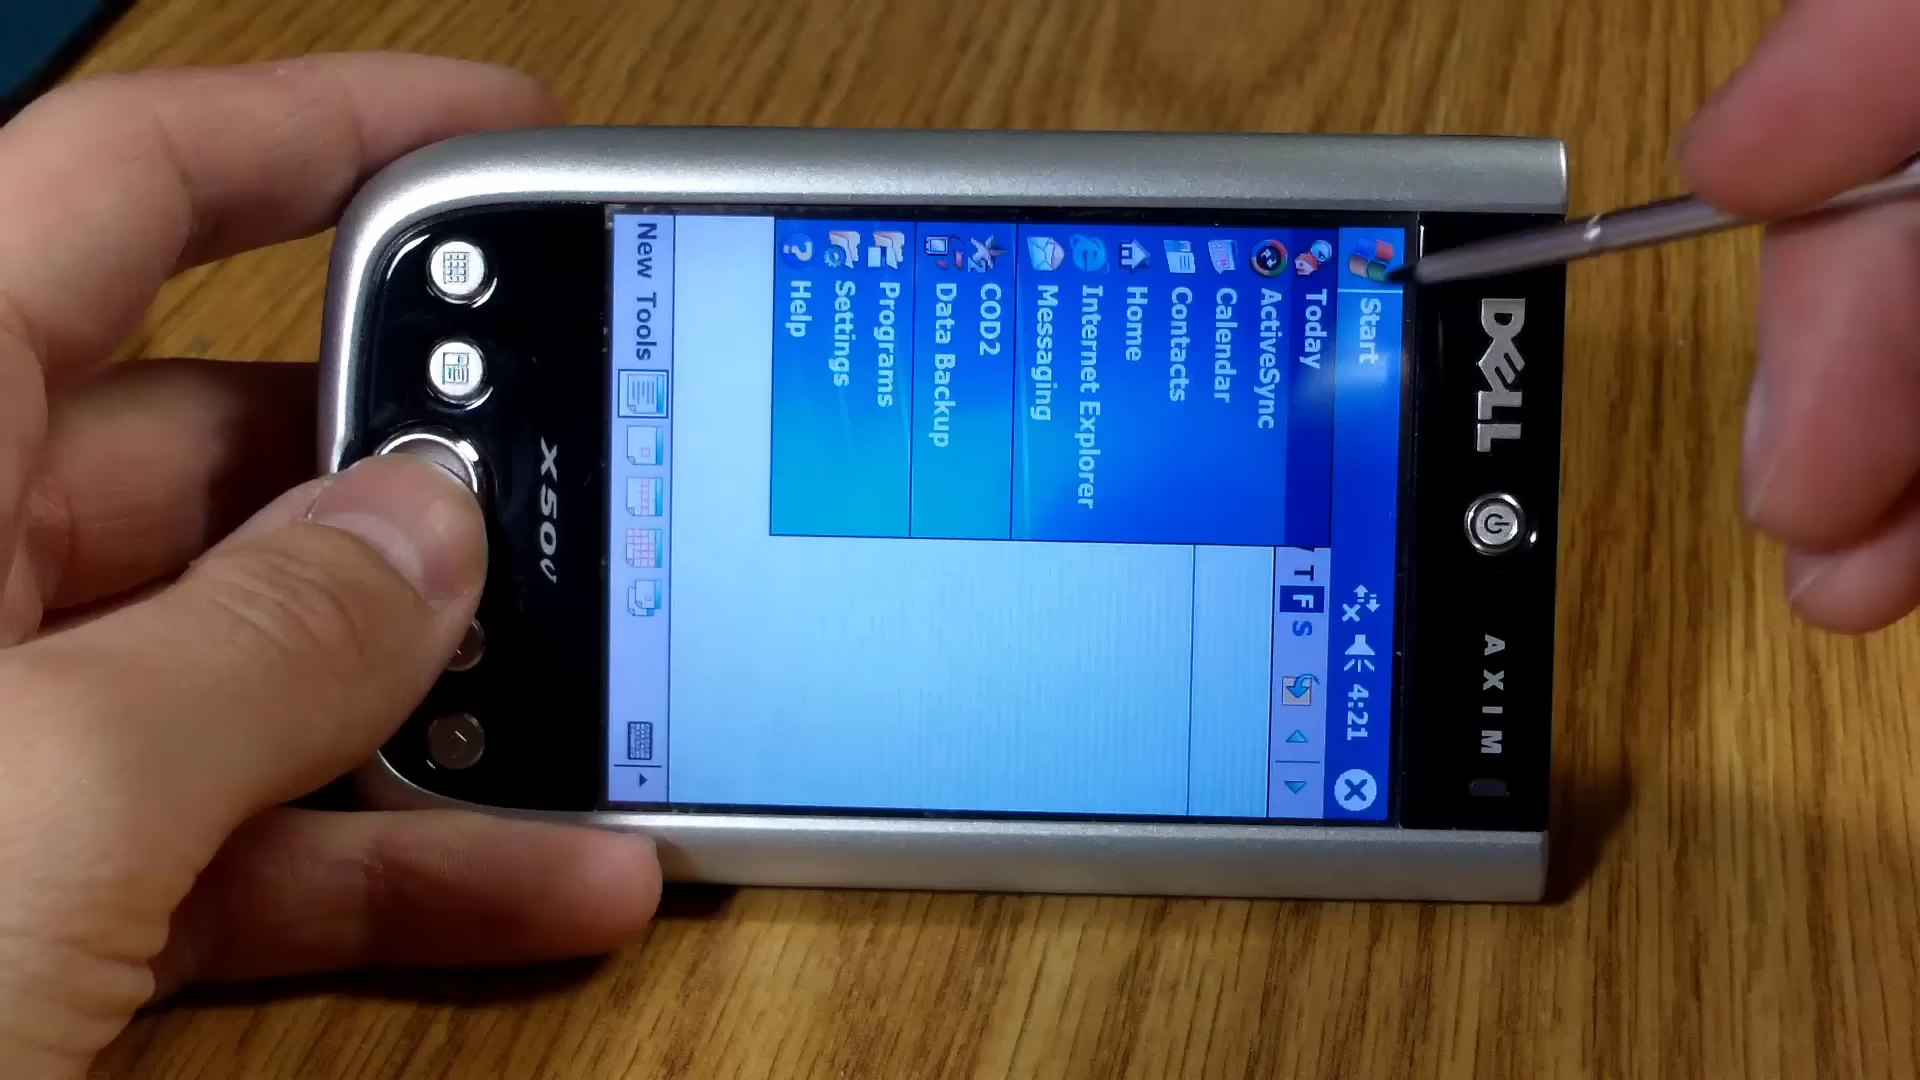 DELL
AXIM
Start
4:21
T F S
Today
ActiveSync
Calendar
Contacts
Home
Internet Explorer
Messaging
COD2
Data Backup
Programs
Settings
Help
New Tools
X50v